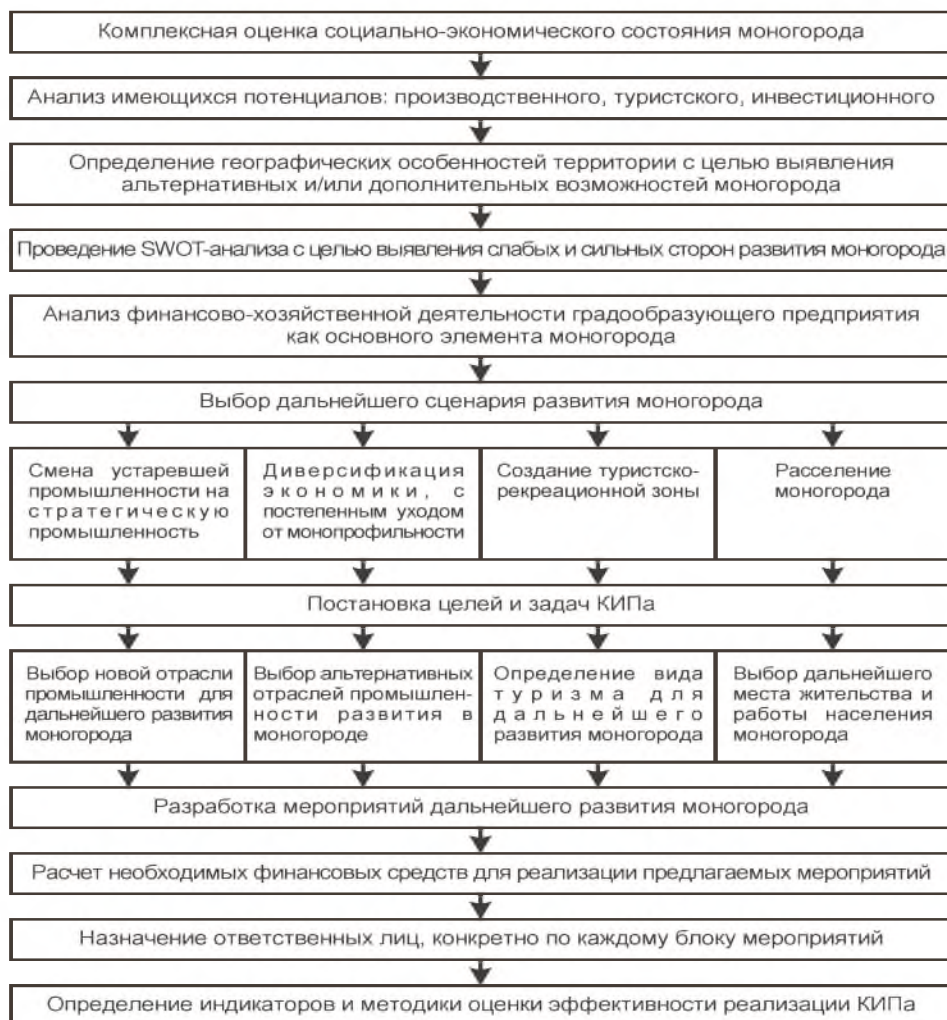 Комплексная оценка социально-экономического состояния моногорода
Анализ имеющихся потенциалов: производственного, туристского, инвестиционного
Определение географических особенностей территории с целью выявления
альтернативных и/или дополнительных возможностей моногорода
Проведение SWOT-анализа с целью выявления слабых и сильных сторон развития моногорода
Анализ финансово-хозяйственной деятельности градообразующего предприятия
как основного элемента моногорода
Выбор дальнейшего сценария развития моногорода
Смена устаревшей
промышленности на
стратегическую
промышленность
Диверсификация
экономики, с
постепенным уходом
от монопрофильности
Создание туристско-
рекреационной зоны
Расселение
моногорода
Постановка целей и задач КИПа
Выбор новой отрасли
промышленности для
дальнейшего развития
моногорода
Выбор альтернативных
отраслей промышлен-
ности развития в
моногороде
Определение вида
туризма для
дальнейшего
развития моногорода
Выбор дальнейшего
места жительства и
работы населения
моногорода
Разработка мероприятий дальнейшего развития моногорода
Расчет необходимых финансовых средств для реализации предлагаемых мероприятий
Назначение ответственных лиц, конкретно по каждому блоку мероприятий
Определение индикаторов и методики оценки эффективности реализации КИПа